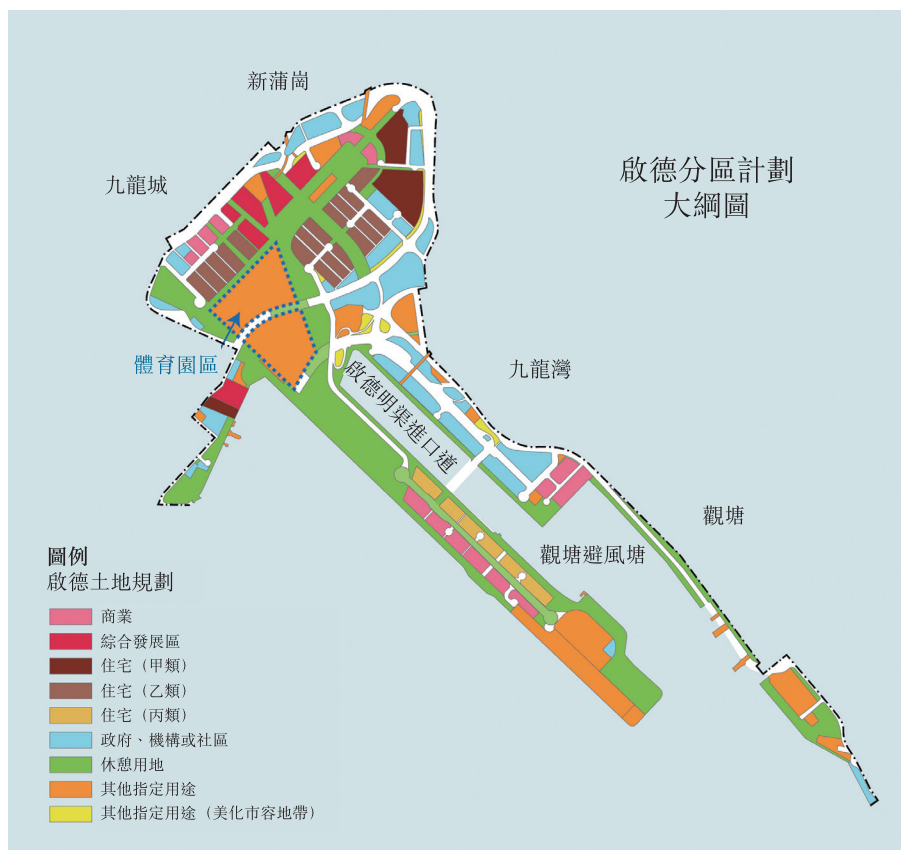 新蒲崗
啟德分區計劃
大綱圖
九龍城
體育園區
九龍灣
啟德明渠進口道
觀塘
觀塘避風塘
圖例
啟德土地規劃
商業
綜合發展區
住宅（甲類）
住宅（乙類）
住宅（丙類）
政府、機構或社區
休憩用地
其他指定用途
其他指定用途（美化市容地帶）